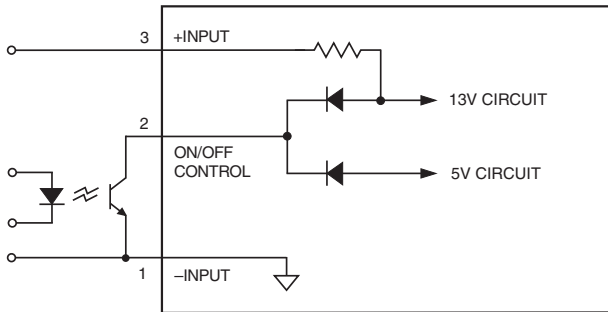 3 +INPUT
13V CIRCUIT
2
ON/OFF
CONTROL
5V CIRCUIT
1 –INPUT